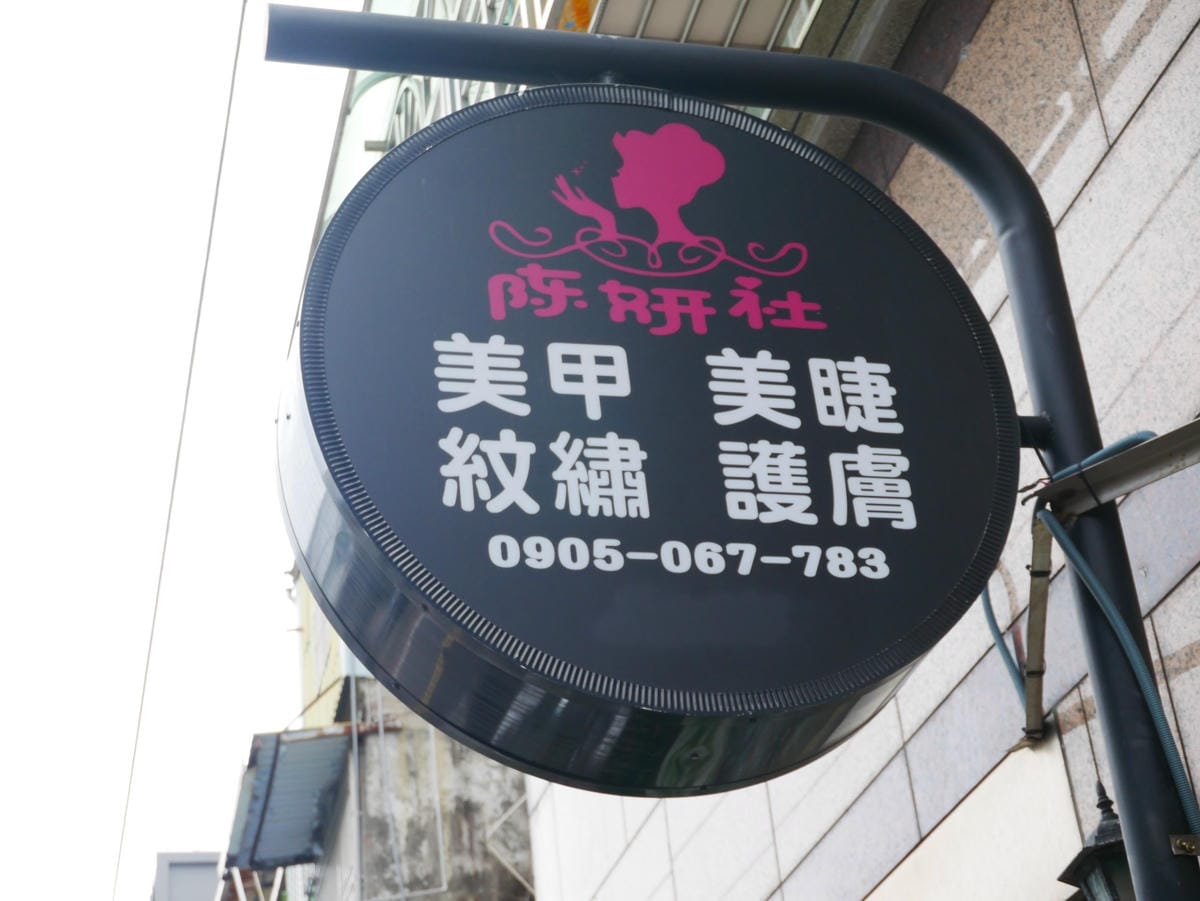 陈妍社
美甲 美睫
紋繡 護膚
0905-067-783